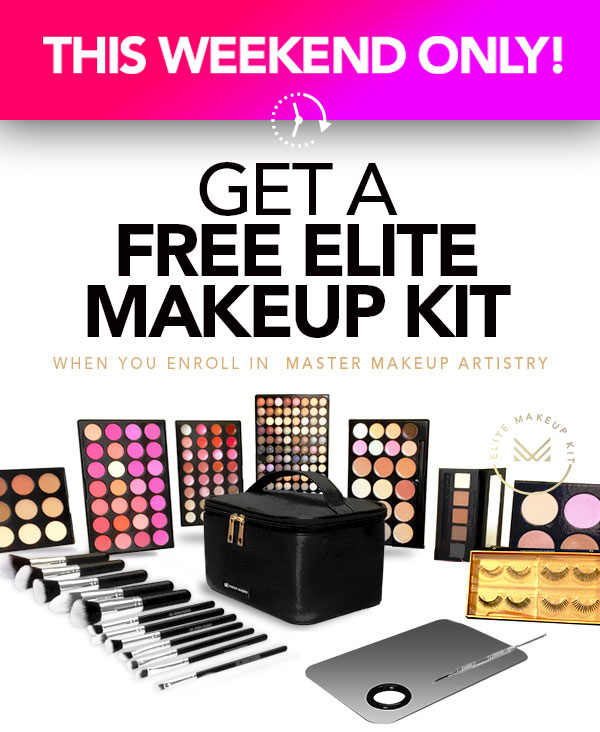 THIS WEEKEND ONLY!
GET A
FREE ELITE
MAKEUP KIT
WHEN YOU ENROLL IN MASTER MAKEUP ARTISTRY
ELITE MAKEUP KIT